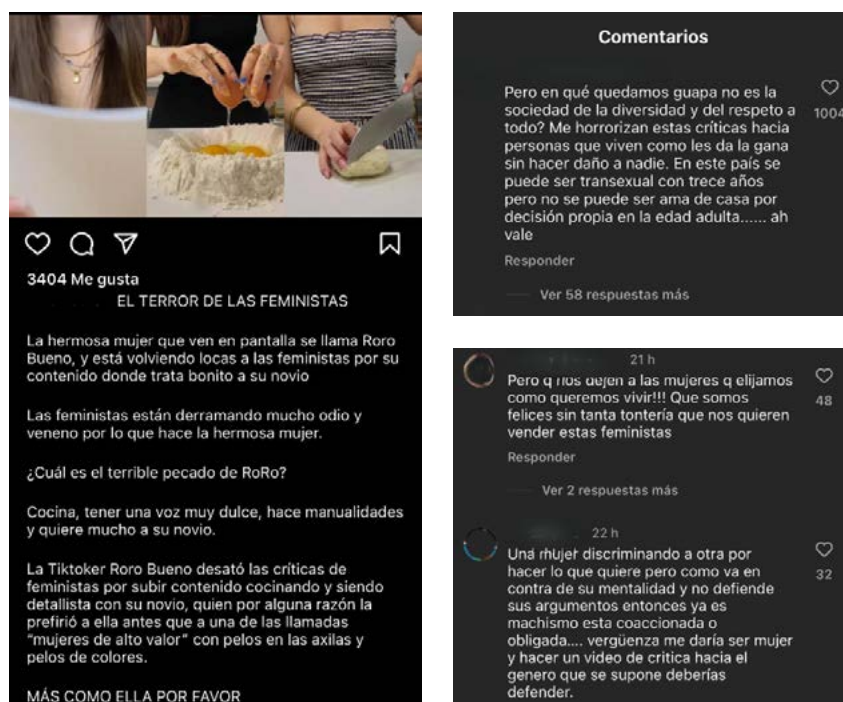 3404 Me gusta
EL TERROR DE LAS FEMINISTAS
La hermosa mujer que ven en pantalla se llama Roro
Bueno, y está volviendo locas a las feministas por su
contenido donde trata bonito a su novio
Las feministas están derramando mucho odio y
veneno por lo que hace la hermosa mujer.
¿Cuál es el terrible pecado de RoRo?
Cocina, tener una voz muy dulce, hace manualidades
y quiere mucho a su novio.
La Tiktoker Roro Bueno desató las críticas de
feministas por subir contenido cocinando y siendo
detallista con su novio, quien por alguna razón la
prefirió a ella antes que a una de las llamadas
“mujeres de alto valor” con pelos en las axilas y
pelos de colores.
MÁS COMO ELLA POR FAVOR
Comentarios
Pero en qué quedamos guapa no es la
sociedad de la diversidad y del respeto a
todo? Me horrorizan estas críticas hacia
personas que viven como les da la gana
sin hacer daño a nadie. En este país se
puede ser transexual con trece años
pero no se puede ser ama de casa por
decisión propia en la edad adulta...... ah
vale
1004
Responder
Ver 58 respuestas más
21 h
Pero q nos dejen a las mujeres q elijamos
como queremos vivir!!! Que somos
felices sin tanta tontería que nos quieren
vender estas feministas
48
Responder
Ver 2 respuestas más
22 h
Una mujer discriminando a otra por
hacer lo que quiere pero como va en
contra de su mentalidad y no defiende
sus argumentos entonces ya es
machismo esta coaccionada o
obligada.... vergüenza me daría ser mujer
y hacer un video de critica hacia el
genero que se supone deberías
defender.
32